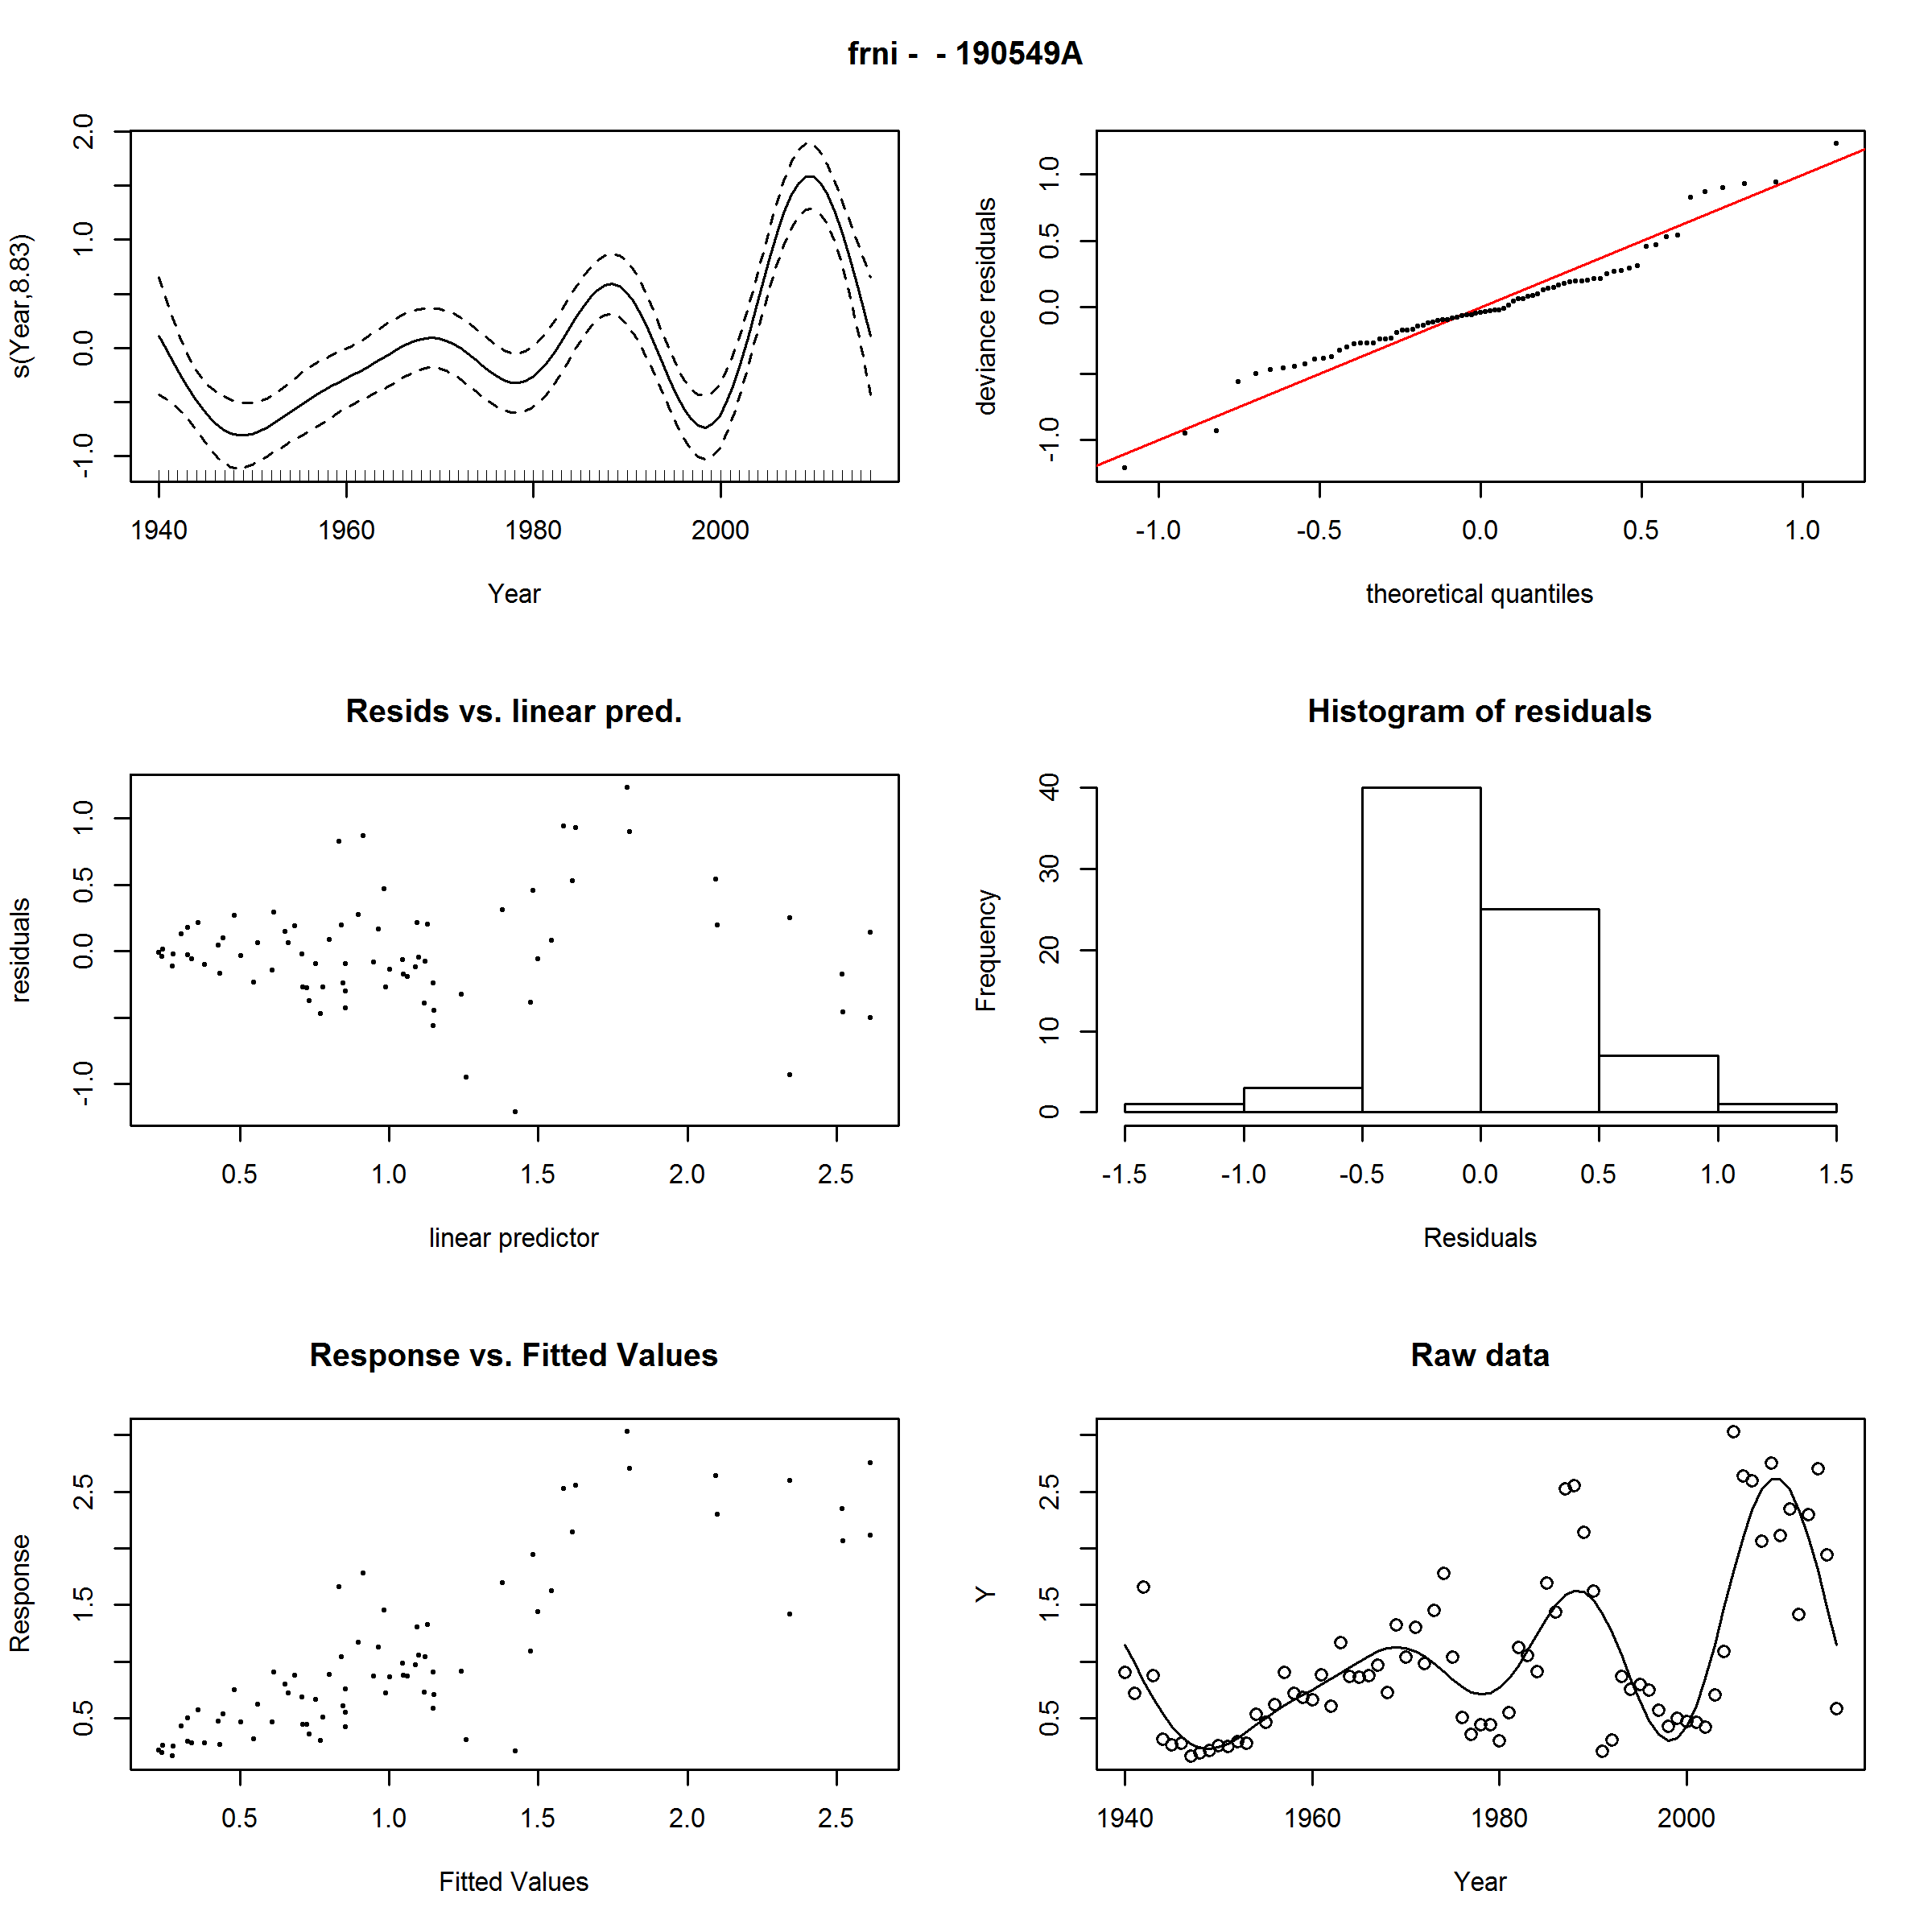 frni -  - 190549A
s(Year,8.83)
-1.0 0.0 1.0 2.0
1940 1960 1980 2000
Year
deviance residuals
-1.0 0.0 0.5 1.0
-1.0 -0.5 0.0 0.5 1.0
theoretical quantiles
Resids vs. linear pred.
residuals
-1.0 0.0 0.5 1.0
0.5 1.0 1.5 2.0 2.5
linear predictor
Histogram of residuals
Frequency
0 10 20 30 40
-1.5 -1.0 -0.5 0.0 0.5 1.0 1.5
Residuals
Response vs. Fitted Values
Response
0.5 1.5 2.5
0.5 1.0 1.5 2.0 2.5
Fitted Values
Raw data
Y
0.5 1.5 2.5
1940 1960 1980 2000
Year